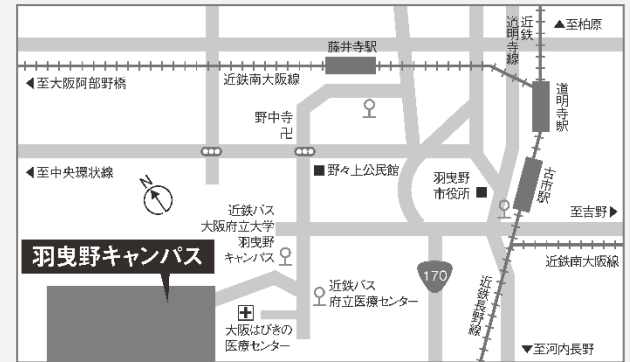 近鉄
道明寺線
▲至柏原
藤井寺駅
近鉄南大阪線
◀至大阪阿部野橋
道明寺駅
野中寺
卍
◀至中央環状線
■野々上公民館
羽曳野
市役所■
古市駅
N
近鉄バス
大阪府立大学
羽曳野
キャンパス
至吉野▶
羽曳野キャンパス
近鉄南大阪線
170
近鉄バス
府立医療センター
近鉄長野線
大阪はびきの
医療センター
▼至河内長野